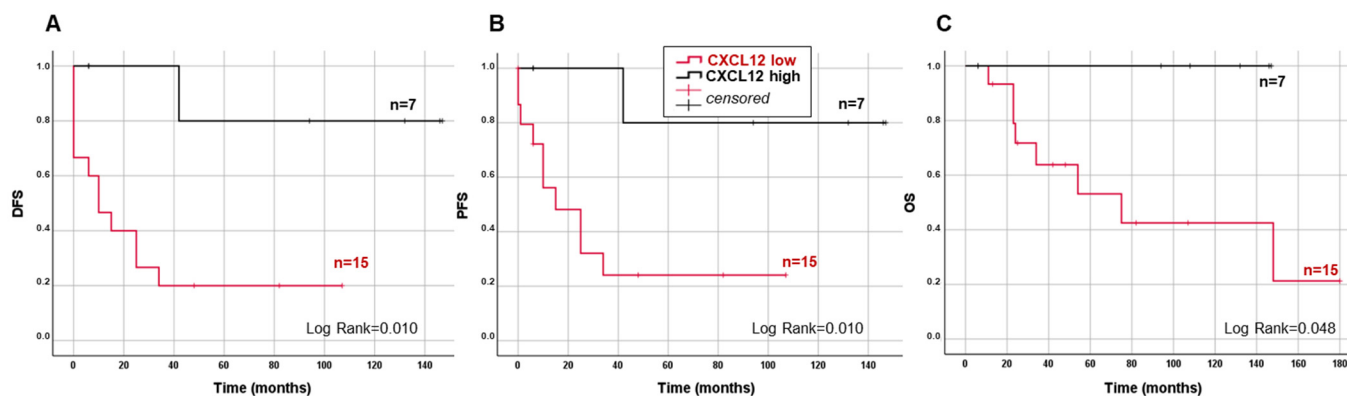 A
DFS
1.0
0.8
0.6
0.4
0.2
0.0
n=7
n=15
Log Rank=0.010
0 20 40 60 80 100 120 140
Time (months)
B
CXCL12 low
CXCL12 high
censored
PFS
1.0
0.8
0.6
0.4
0.2
0.0
n=7
n=15
Log Rank=0.010
0 20 40 60 80 100 120 140
Time (months)
C
OS
1.0
0.8
0.6
0.4
0.2
0.0
n=7
n=15
Log Rank=0.048
0 20 40 60 80 100 120 140 160 180
Time (months)